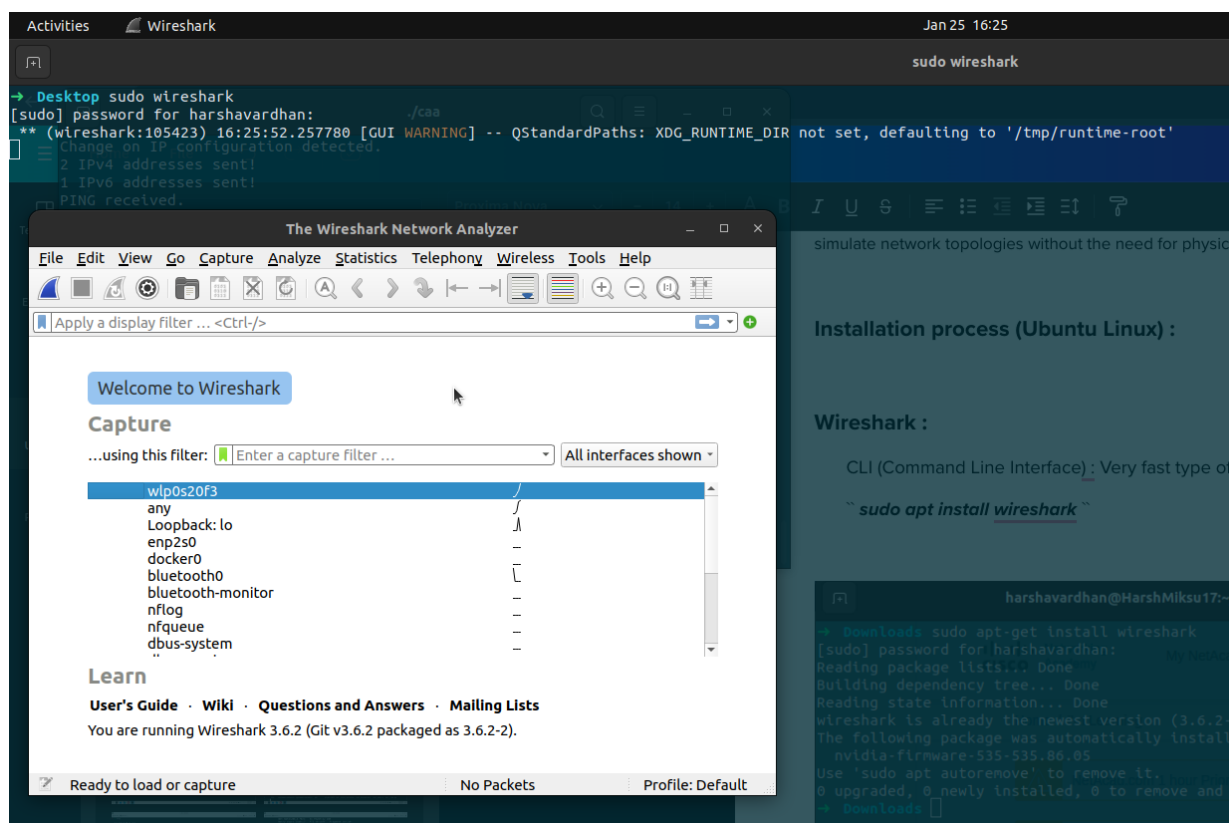 Activities Wireshark Jan 25 16:25
sudo wireshark
→ Desktop sudo wireshark
[sudo] password for harshavardhan:
** (wireshark:105423) 16:25:52.257780 [GUI WARNING] -- QStandardPaths: XDG_RUNTIME_DIR not set, defaulting to '/tmp/runtime-root'
./caa
Change on IP configuration detected.
2 IPv4 addresses sent!
1 IPv6 addresses sent!
PING received.
The Wireshark Network Analyzer
File Edit View Go Capture Analyze Statistics Telephony Wireless Tools Help
Apply a display filter ... <Ctrl-/>
Welcome to Wireshark
Capture
...using this filter: Enter a capture filter ... All interfaces shown
wlp0s20f3
any
Loopback: lo
enp2s0
docker0
bluetooth0
bluetooth-monitor
nflog
nfqueue
dbus-system
Learn
User's Guide · Wiki · Questions and Answers · Mailing Lists
You are running Wireshark 3.6.2 (Git v3.6.2 packaged as 3.6.2-2).
Ready to load or capture No Packets Profile: Default
I U S
simulate network topologies without the need for physic
Installation process (Ubuntu Linux) :
Wireshark :
CLI (Command Line Interface) : Very fast type of
`` sudo apt install wireshark ``
harshavardhan@HarshMiksu17:~
→ Downloads sudo apt-get install wireshark
[sudo] password for harshavardhan:
Reading package lists... Done
Building dependency tree... Done
Reading state information... Done
wireshark is already the newest version (3.6.2-
The following package was automatically install
nvidia-firmware-535-535.86.05
Use 'sudo apt autoremove' to remove it.
0 upgraded, 0 newly installed, 0 to remove and
→ Downloads